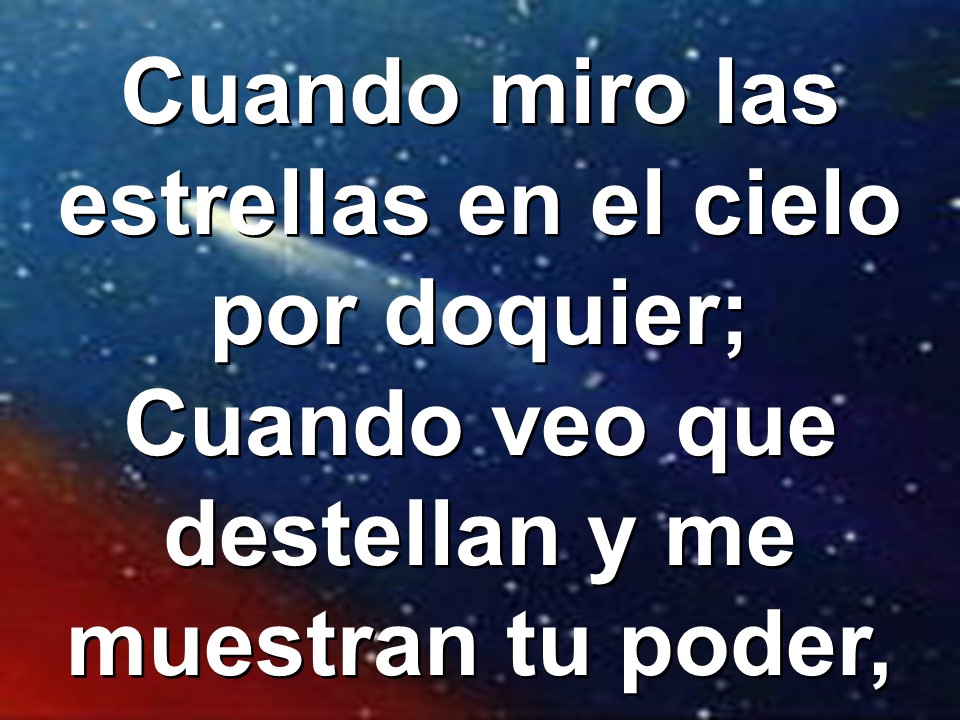 Cuando miro las
estrellas en el cielo
por doquier;
Cuando veo que
destellan y me
muestran tu poder,